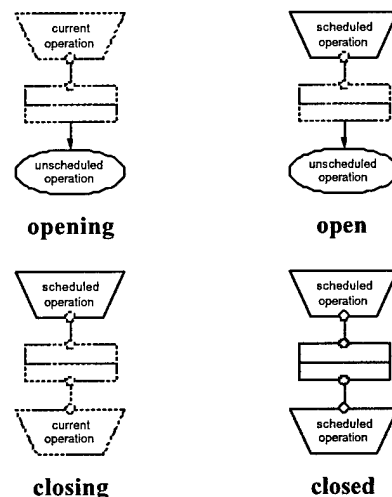 current
operation
unscheduled
operation
opening
scheduled
operation
unscheduled
operation
open
scheduled
operation
current
operation
closing
scheduled
operation
scheduled
operation
closed